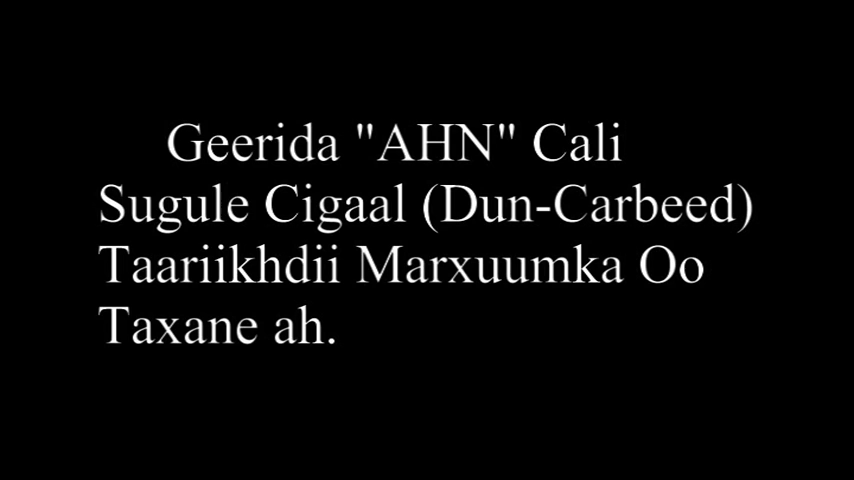 Geerida "AHN" Cali
Sugule Cigaal (Dun-Carbeed)
Taariikhdii Marxuumka Oo
Taxane ah.